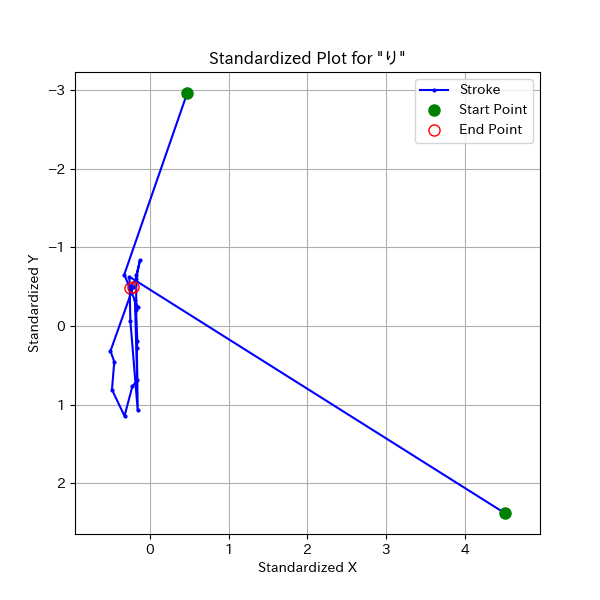 Standardized Plot for "り"
Stroke
Start Point
End Point
−3
−2
−1
0
1
2
Standardized Y
0 1 2 3 4
Standardized X